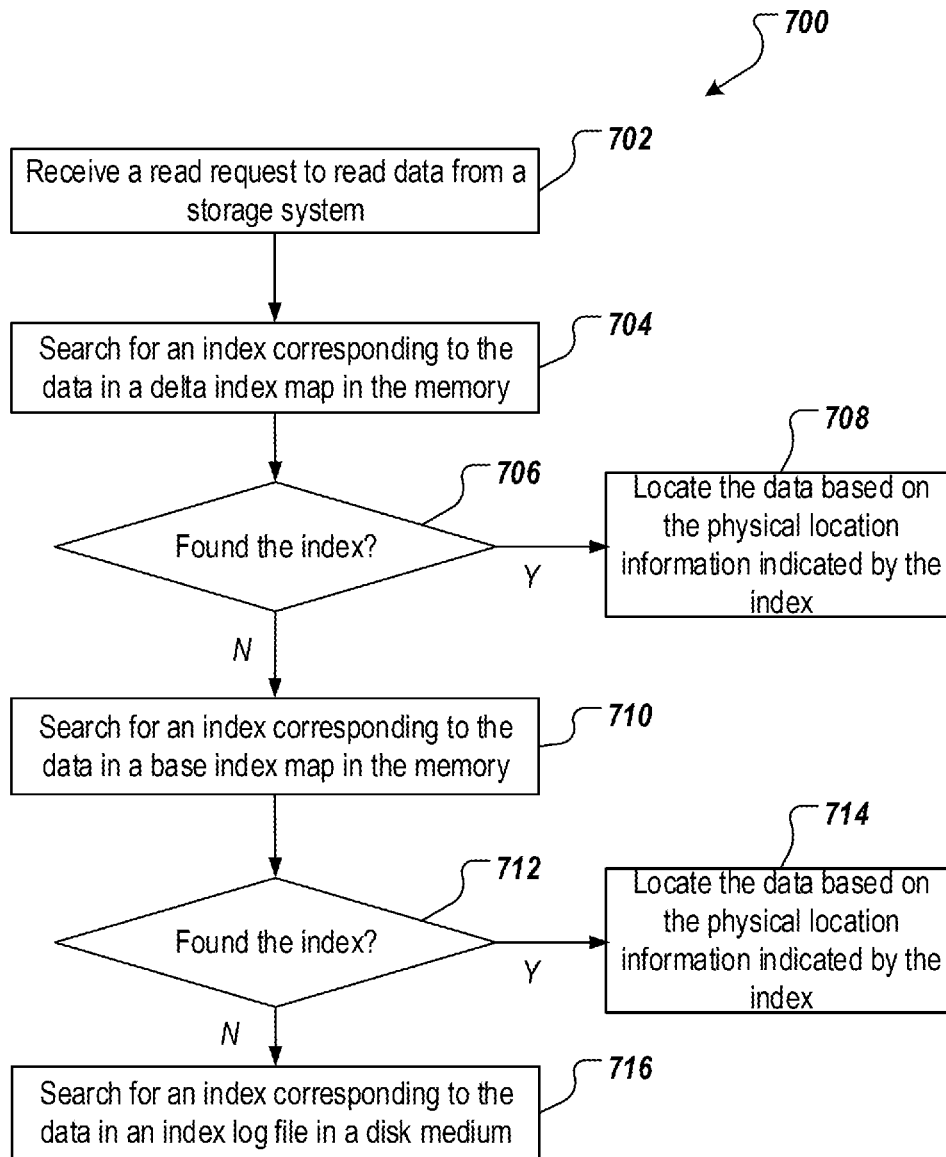 700
702
Receive a read request to read data from a
storage system
704
Search for an index corresponding to the
data in a delta index map in the memory
706
Found the index?
Y
N
708
Locate the data based on
the physical location
information indicated by the
index
710
Search for an index corresponding to the
data in a base index map in the memory
712
Found the index?
Y
N
714
Locate the data based on
the physical location
information indicated by the
index
716
Search for an index corresponding to the
data in an index log file in a disk medium